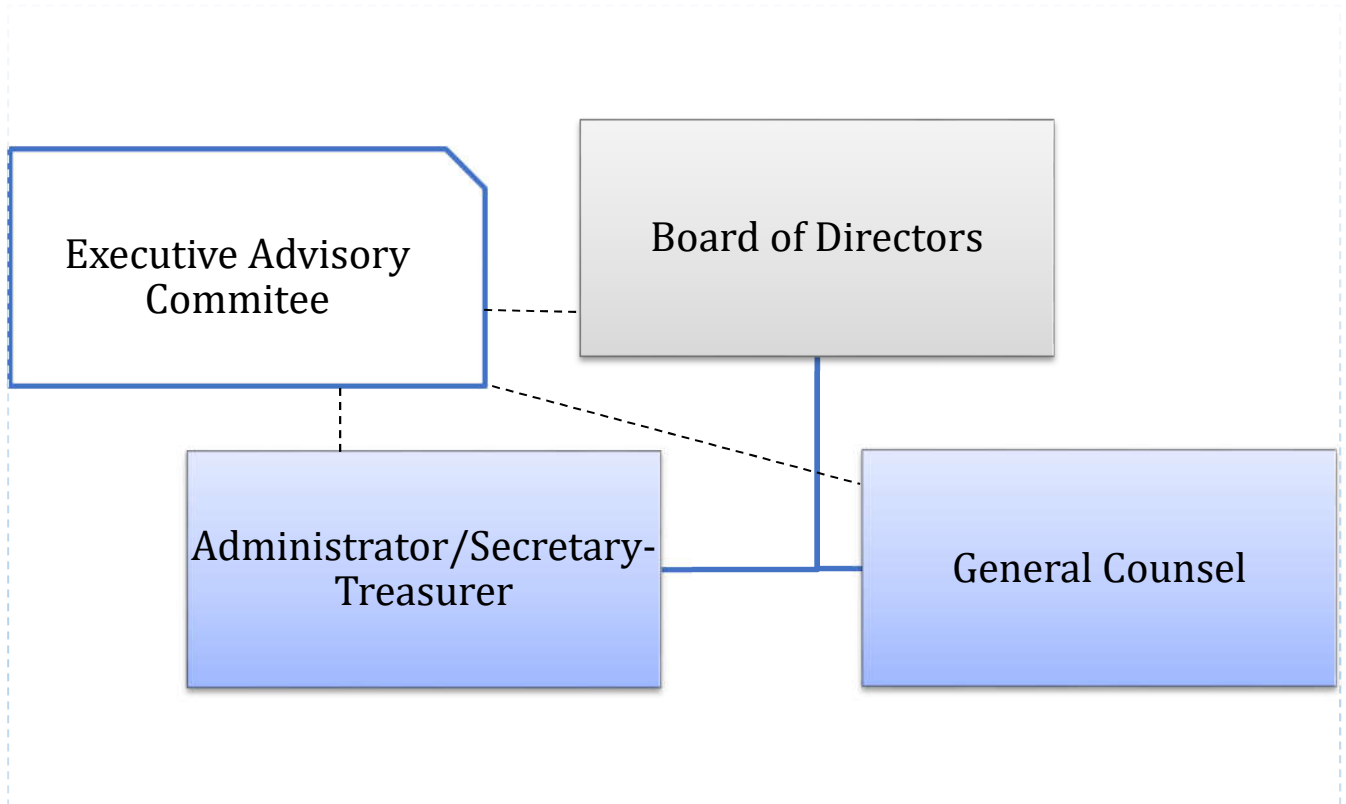 Executive Advisory
Commitee
Board of Directors
Administrator/Secretary-
Treasurer
General Counsel